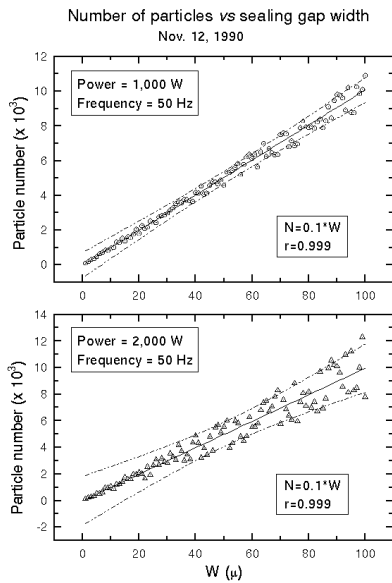 Number of particles vs sealing gap width
Nov. 12, 1990
Power = 1,000 W
Frequency = 50 Hz
Particle number (x 10³)
12
10
8
6
4
2
0
N=0.1*W
r=0.999
0 20 40 60 80 100
Power = 2,000 W
Frequency = 50 Hz
Particle number (x 10³)
14
12
10
8
6
4
2
0
-2
N=0.1*W
r=0.999
0 20 40 60 80 100
W (μ)